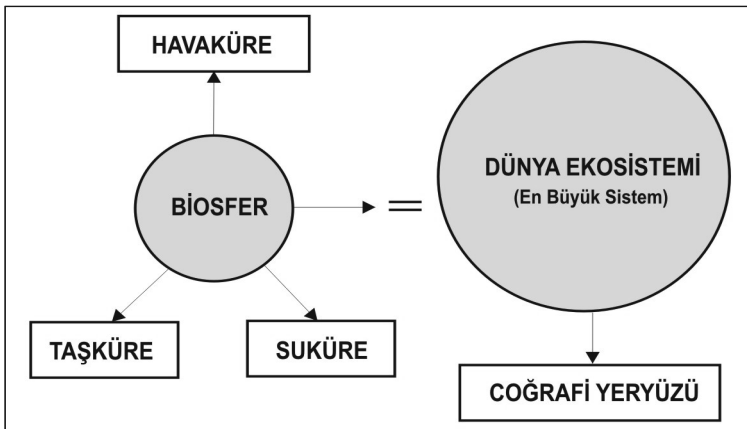 HAVAKÜRE
BİOSFER
=
DÜNYA EKOSİSTEMİ
(En Büyük Sistem)
TAŞKÜRE
SUKÜRE
COĞRAFİ YERYÜZÜ